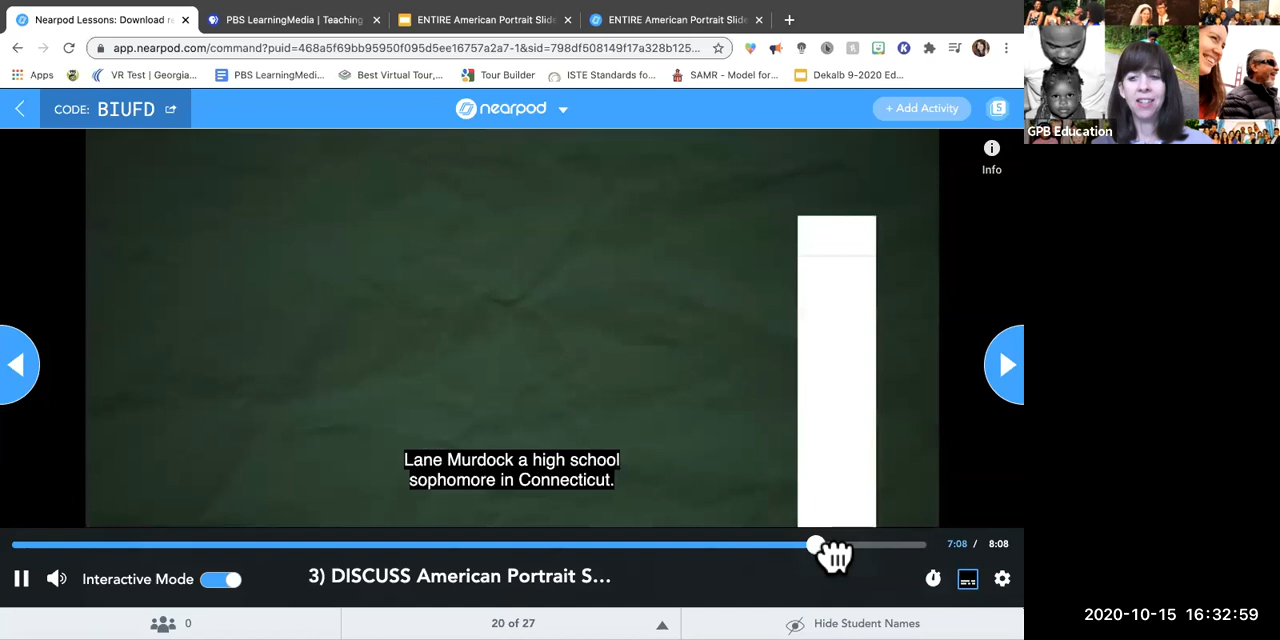 Nearpod Lessons: Download re
PBS LearningMedia | Teaching
ENTIRE American Portrait Slide
ENTIRE American Portrait Slide
app.nearpod.com/command?puid=468a5f69bb95950f095d5ee16757a2a7-1&sid=798df508149f17a328b125...
Apps
VR Test | Georgia...
PBS LearningMedi...
Best Virtual Tour,...
Tour Builder
ISTE Standards fo...
SAMR - Model for...
Dekalb 9-2020 Ed...
CODE: BIUFD
nearpod
+ Add Activity
S
GPB Education
Info
Lane Murdock a high school
sophomore in Connecticut.
7:08 / 8:08
Interactive Mode
3) DISCUSS American Portrait S...
0
20 of 27
Hide Student Names
2020-10-15 16:32:59